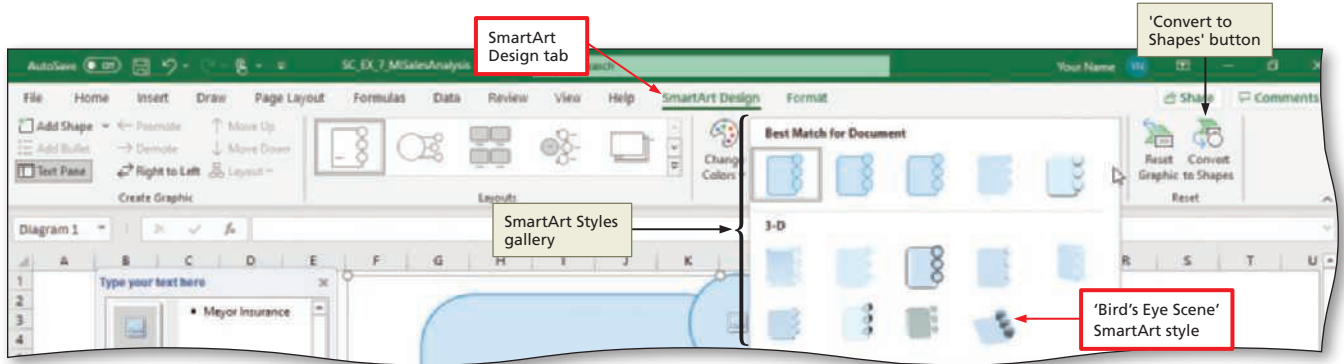 'Convert to
Shapes' button
SmartArt
Design tab
AutoSave Off SC_EX_7_MISalesAnalysis Your Name YN
File Home Insert Draw Page Layout Formulas Data Review View Help SmartArt Design Format Share Comments
Add Shape Promote Move Up
Add Bullet Demote Move Down
Text Pane Right to Left Layout
Create Graphic
Layouts
Change
Colors
Best Match for Document
3-D
Reset Convert
Graphic to Shapes
Reset
SmartArt Styles
gallery
Diagram 1 fx
A B C D E F G H I J K R S T U
1
2
3
4
Type your text here
• Meyor Insurance
'Bird's Eye Scene'
SmartArt style